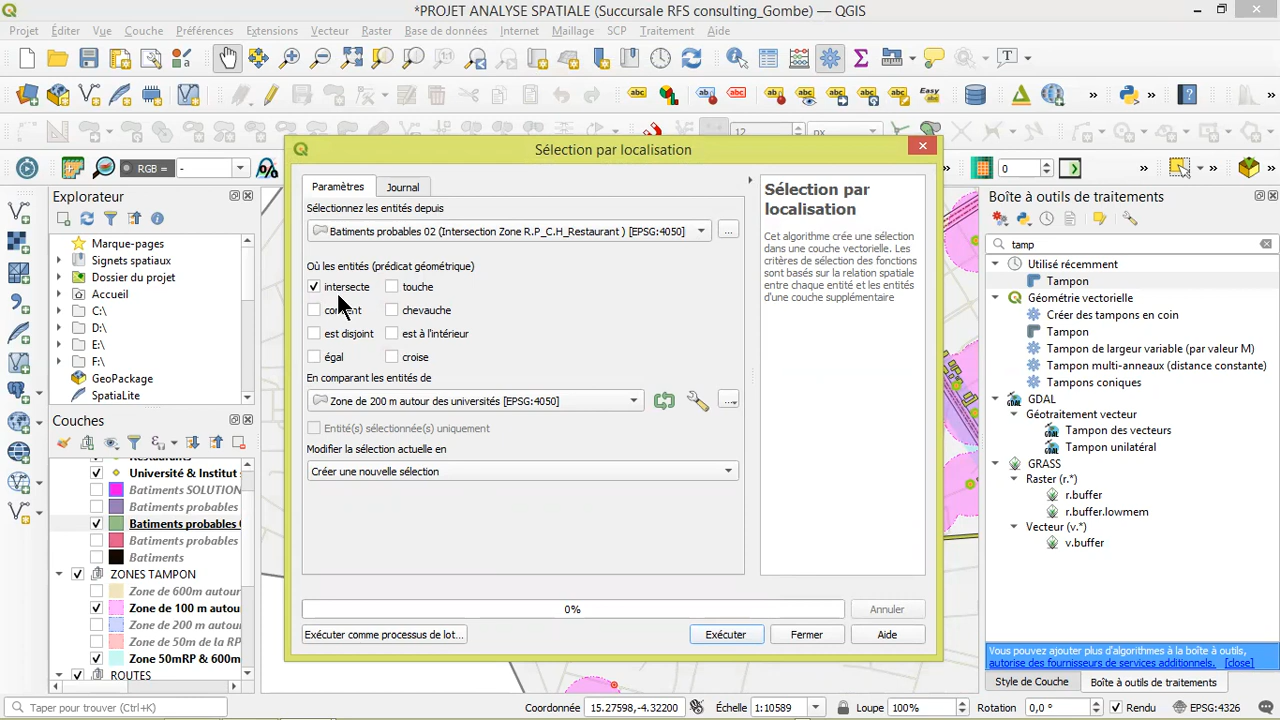 *PROJET ANALYSE SPATIALE (Succursale RFS consulting_Gombe) — QGIS
Projet Éditer Vue Couche Préférences Extensions Vecteur Raster Base de données Internet Maillage SCP Traitement Aide
12 px
RGB = -
0
Sélection par localisation
Explorateur
Marque-pages
Signets spatiaux
Dossier du projet
Accueil
C:\
D:\
E:\
F:\
GeoPackage
SpatiaLite
Couches
Université & Institut
Batiments SOLUTION
Batiments probables
Batiments probables
Batiments probables
Batiments
ZONES TAMPON
Zone de 600m autour
Zone de 100 m autour
Zone de 200 m autour
Zone de 50m de la RP
Zone 50mRP & 600m
ROUTES
Paramètres Journal
Sélectionnez les entités depuis
Batiments probables 02 (Intersection Zone R.P_C.H_Restaurant ) [EPSG:4050]
...
Où les entités (prédicat géométrique)
intersecte touche
chevauche
est disjoint est à l'intérieur
égal croise
En comparant les entités de
Zone de 200 m autour des universités [EPSG:4050]
...
Entité(s) sélectionnée(s) uniquement
Modifier la sélection actuelle en
Créer une nouvelle sélection
Sélection par
localisation
Cet algorithme crée une sélection
dans une couche vectorielle. Les
critères de sélection des fonctions
sont basés sur la relation spatiale
entre chaque entité et les entités
d'une couche supplémentaire
0% Annuler
Exécuter comme processus de lot... Exécuter Fermer Aide
Boîte à outils de traitements
tamp
Utilisé récemment
Tampon
Géométrie vectorielle
Créer des tampons en coin
Tampon
Tampon de largeur variable (par valeur M)
Tampon multi-anneaux (distance constante)
Tampons coniques
GDAL
Géotraitement vecteur
Tampon des vecteurs
Tampon unilatéral
GRASS
Raster (r.*)
r.buffer
r.buffer.lowmem
Vecteur (v.*)
v.buffer
Vous pouvez ajouter plus d'algorithmes à la boîte à outils,
autorise des fournisseurs de services additionnels. [close]
Style de Couche Boîte à outils de traitements
Taper pour trouver (Ctrl+K) Coordonnée 15.27598,-4.32200 Échelle 1:10589 Loupe 100% Rotation 0,0 ° Rendu EPSG:4326